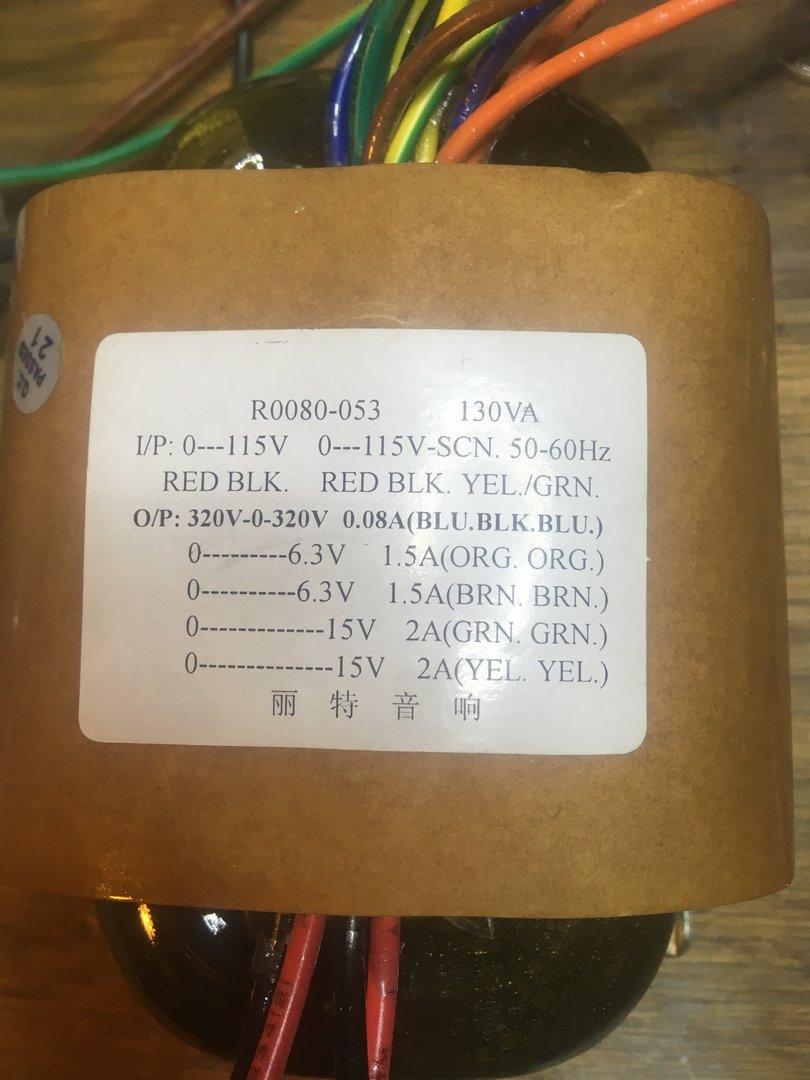 Q.C
PASSED
21
R0080-053 130VA
I/P: 0---115V 0---115V-SCN. 50-60Hz
RED BLK. RED BLK. YEL./GRN.
O/P: 320V-0-320V 0.08A(BLU.BLK.BLU.)
0---------6.3V 1.5A(ORG. ORG.)
0----------6.3V 1.5A(BRN. BRN.)
0-------------15V 2A(GRN. GRN.)
0--------------15V 2A(YEL. YEL.)
丽特音响